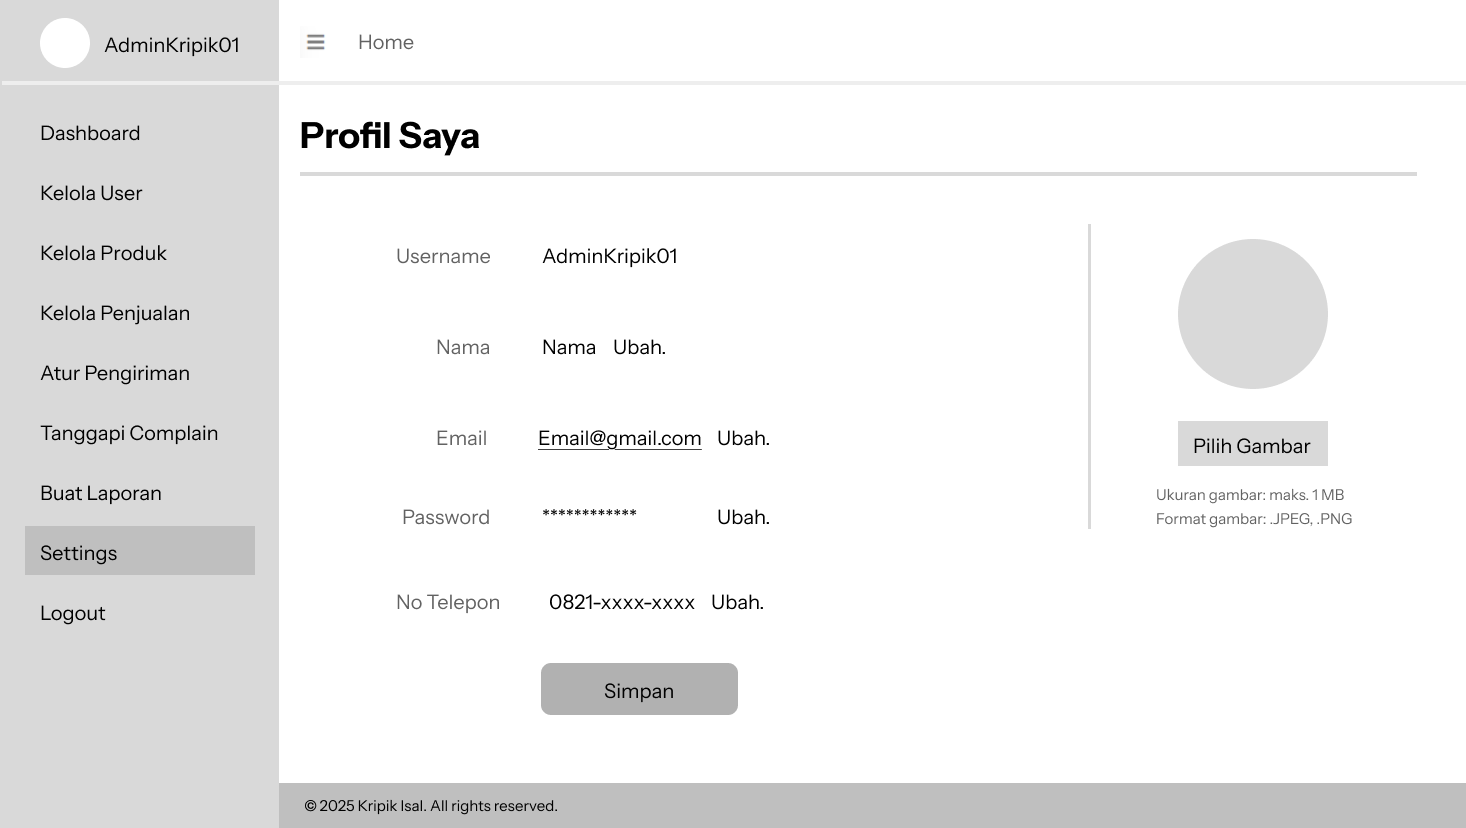 AdminKripik01
Home
Dashboard
Kelola User
Kelola Produk
Kelola Penjualan
Atur Pengiriman
Tanggapi Complain
Buat Laporan
Settings
Logout
Profil Saya
Username AdminKripik01
Nama Nama Ubah.
Email Email@gmail.com Ubah.
Password ************ Ubah.
No Telepon 0821-xxxx-xxxx Ubah.
Simpan
Pilih Gambar
Ukuran gambar: maks. 1 MB
Format gambar: .JPEG, .PNG
© 2025 Kripik Isal. All rights reserved.